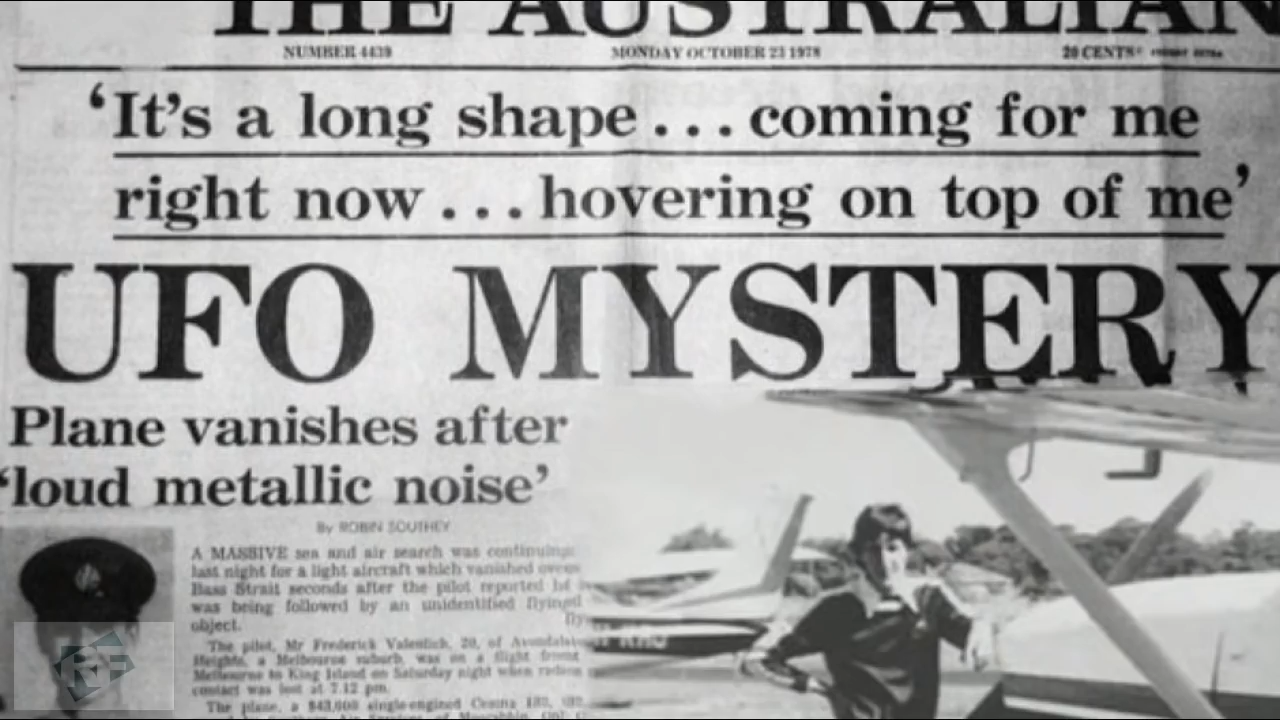 THE AUSTRALIAN
NUMBER 4439 MONDAY OCTOBER 23 1978 20 CENTS
‘It’s a long shape...coming for me
right now...hovering on top of me’
UFO MYSTERY
Plane vanishes after
‘loud metallic noise’
By ROBIN SOUTHEY
A MASSIVE sea and air search was continuing
last night for a light aircraft which vanished over
Bass Strait seconds after the pilot reported he
was being followed by an unidentified flying
object.
The pilot, Mr Frederick Valentich, 20, of Avondale
Heights, a Melbourne suburb, was on a flight from
Melbourne to King Island on Saturday night when radio
contact was lost at 7.12 pm.
The plane, a single-engined Cessna 182,